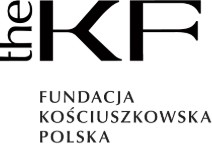 the KF
FUNDACJA
KOŚCIUSZKOWSKA
POLSKA